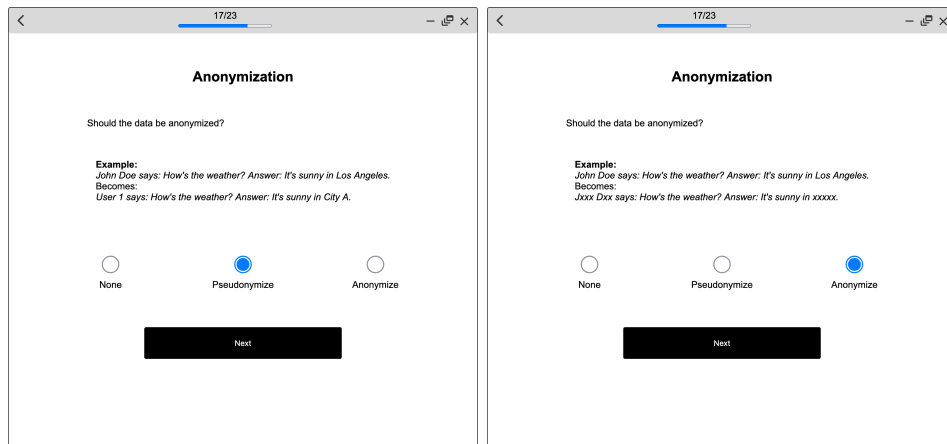 17/23
Anonymization
Should the data be anonymized?
Example:
John Doe says: How's the weather? Answer: It's sunny in Los Angeles.
Becomes:
User 1 says: How's the weather? Answer: It's sunny in City A.
None
Pseudonymize
Anonymize
Next
17/23
Anonymization
Should the data be anonymized?
Example:
John Doe says: How's the weather? Answer: It's sunny in Los Angeles.
Becomes:
Jxxx Dxx says: How's the weather? Answer: It's sunny in xxxxx.
None
Pseudonymize
Anonymize
Next